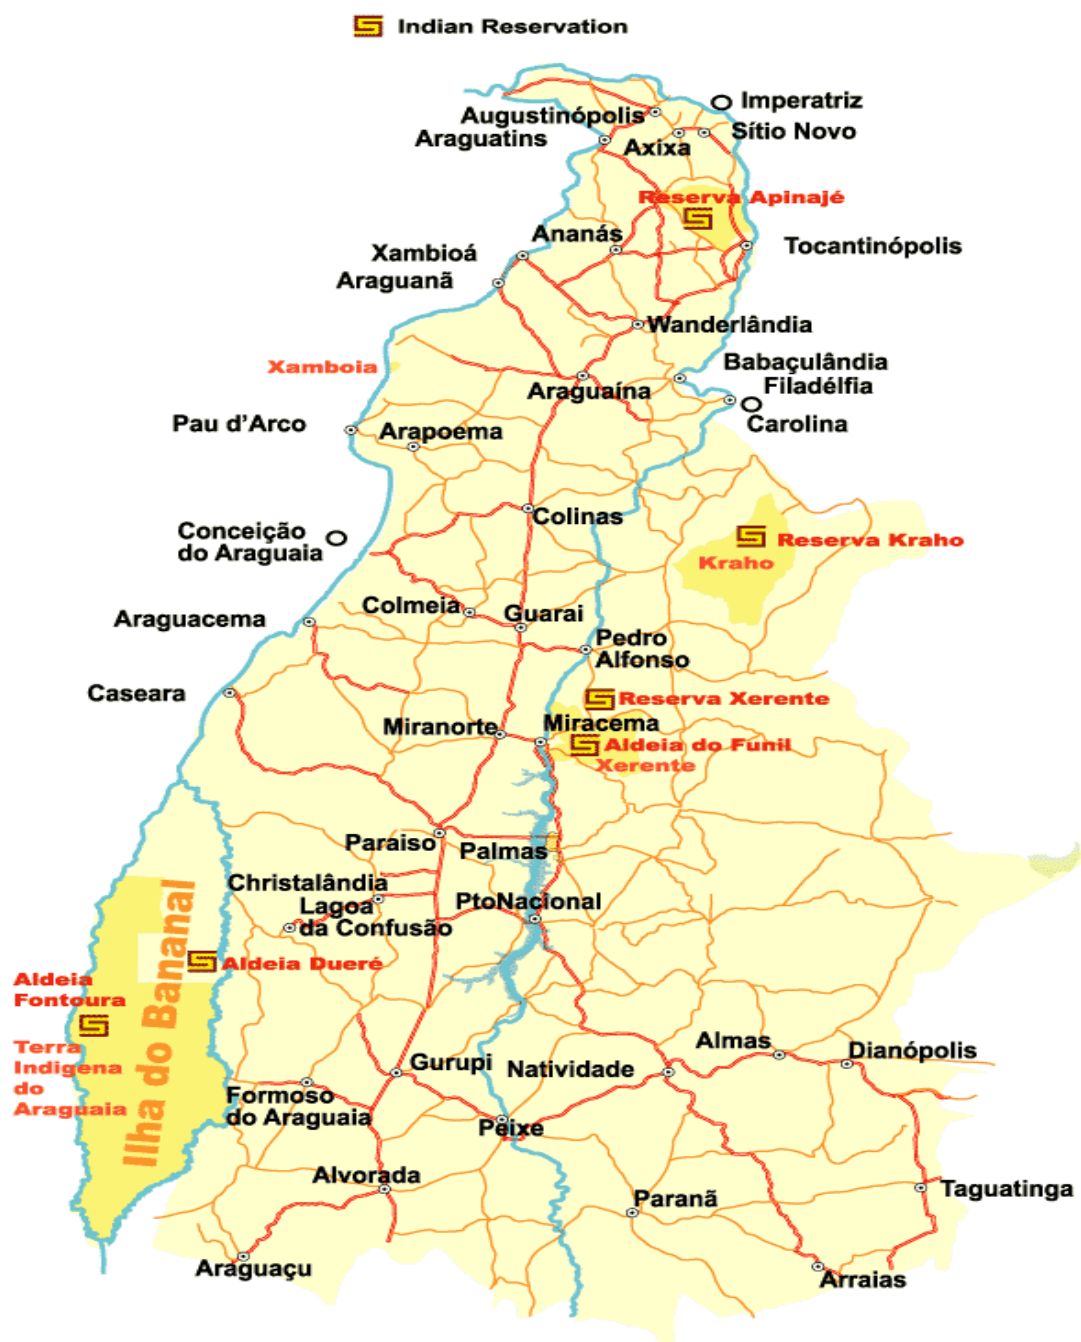 Indian Reservation
Imperatriz
Augustinópolis
Sítio Novo
Araguatins
Axixa
Reserva Apinajé
Ananás
Tocantinópolis
Xambioá
Araguanã
Wanderlândia
Babaçulândia
Xamboia
Filadélfia
Araguaína
Carolina
Pau d’Arco
Arapoema
Colinas
Conceição
do Araguaia
Reserva Kraho
Kraho
Colmeia
Guarai
Araguacema
Pedro
Alfonso
Caseara
Reserva Xerente
Miranorte
Miracema
Aldeia do Funil
Xerente
Paraiso
Palmas
Christalândia
Lagoa
da Confusão
PtoNacional
Ilha do Bananal
Aldeia Dueré
Aldeia
Fontoura
Terra
Indigena
do
Araguaia
Almas
Dianópolis
Gurupi
Natividade
Formoso
do Araguaia
Peixe
Alvorada
Paranã
Taguatinga
Araguaçu
Arraias